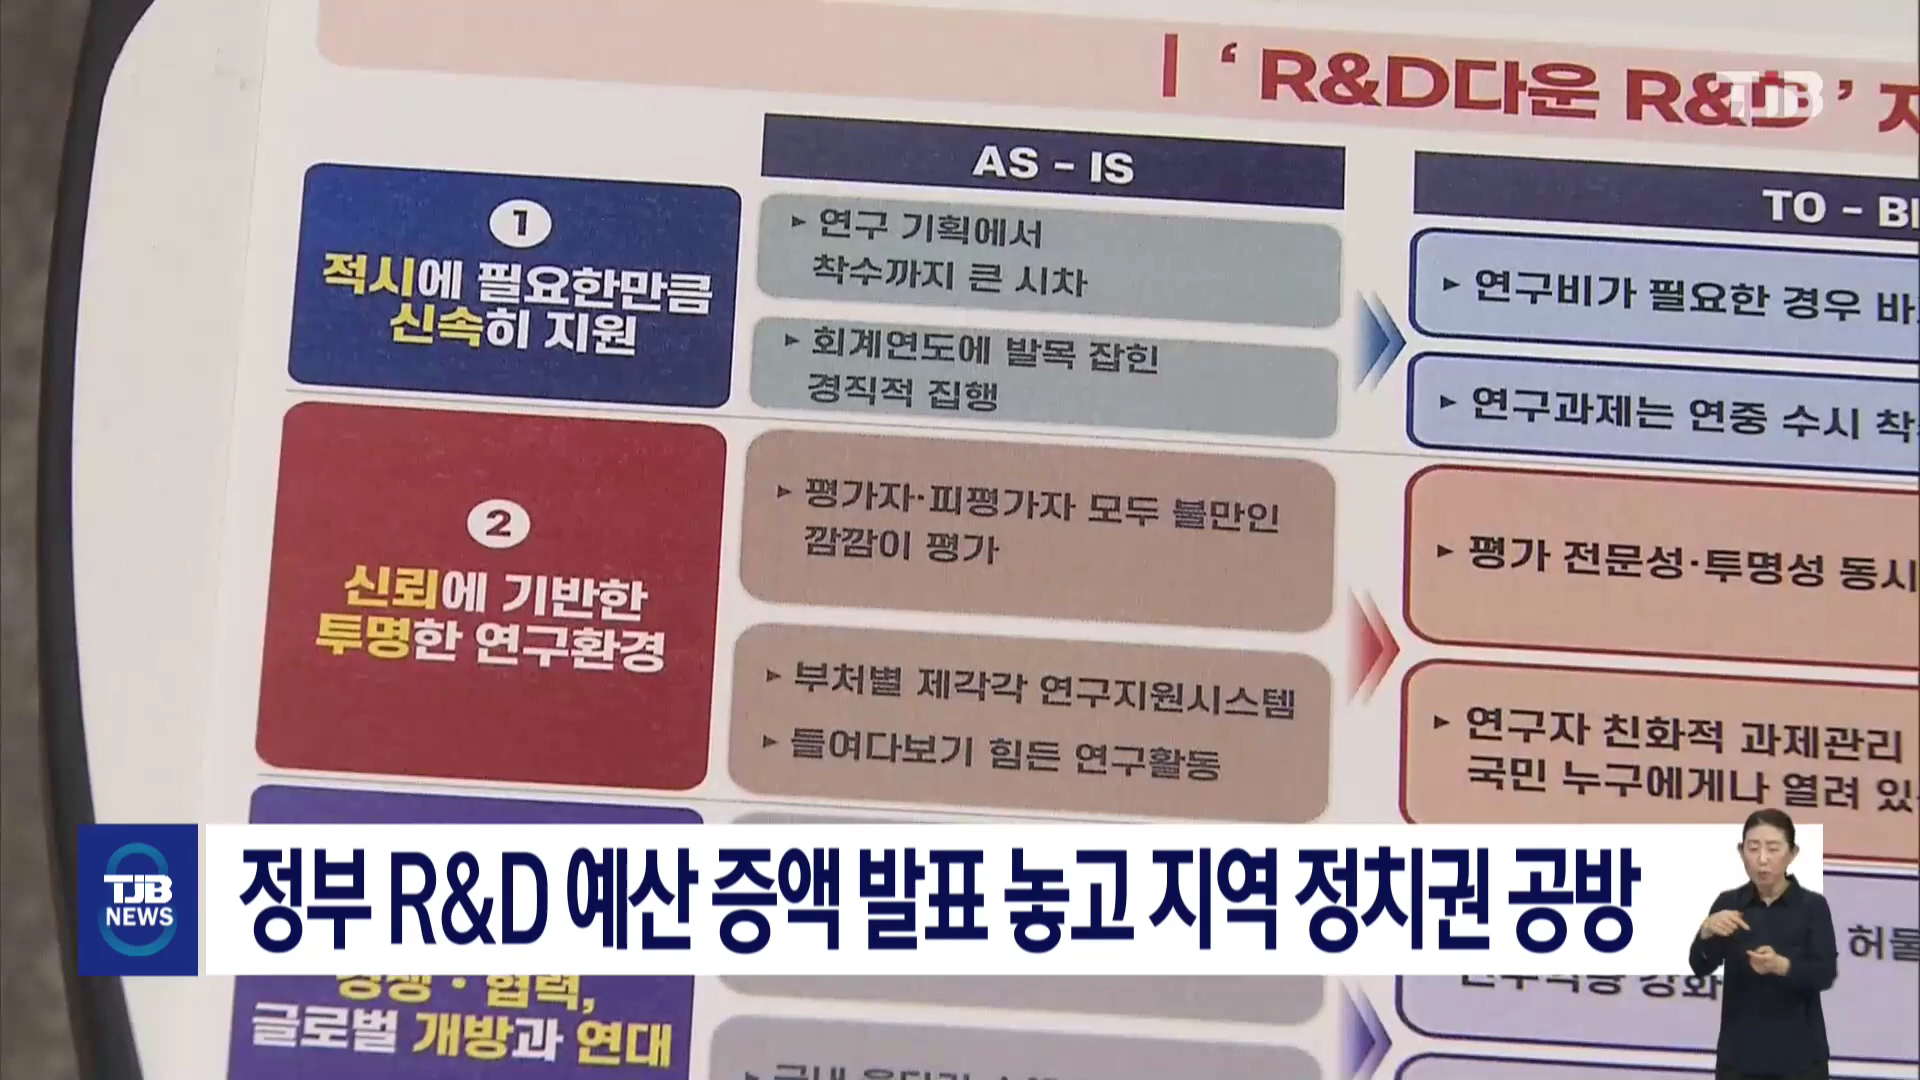 'R&D다운 R&D'
TJB
AS - IS
TO -
1
적시에 필요한만큼
신속히 지원
▸ 연구 기획에서
착수까지 큰 시차
▸ 회계연도에 발목 잡힌
경직적 집행
▸ 연구비가 필요한 경우
▸ 연구과제는 연중 수시
2
신뢰에 기반한
투명한 연구환경
▸ 평가자·피평가자 모두 불만인
깜깜이 평가
▸ 부처별 제각각 연구지원시스템
▸ 들여다보기 힘든 연구활동
▸ 평가 전문성·투명성 동시
▸ 연구자 친화적 과제관리
국민 누구에게나 열려
TJB
NEWS
정부 R&D 예산 증액 발표 놓고 지역 정치권 공방
글로벌 개방과 연대